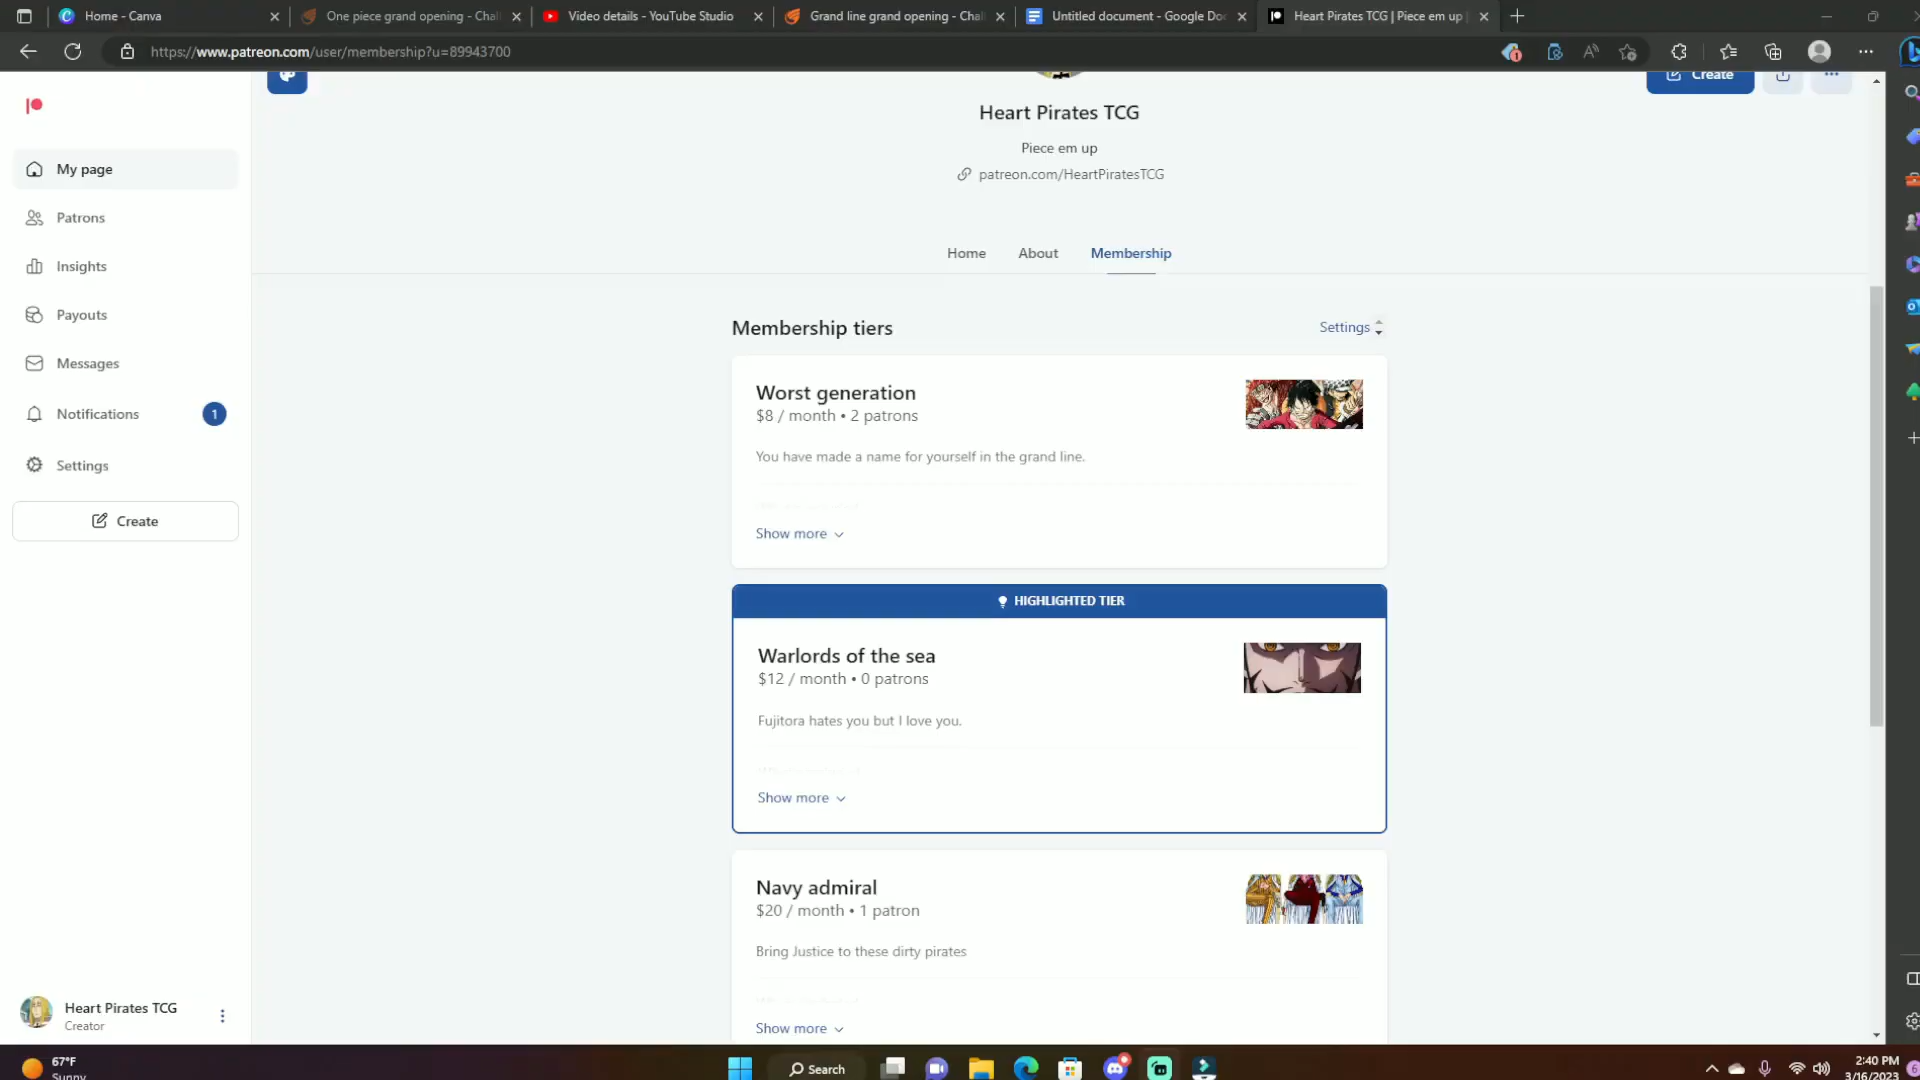 Home - Canva
One piece grand opening - Chall
Video details - YouTube Studio
Grand line grand opening - Chall
Untitled document - Google Doc
Heart Pirates TCG | Piece em up |
https://www.patreon.com/user/membership?u=89943700
1
Create
Heart Pirates TCG
Piece em up
patreon.com/HeartPiratesTCG
My page
Patrons
Insights
Payouts
Messages
Notifications
1
Settings
Create
Home
About
Membership
Membership tiers
Settings
Worst generation
$8 / month • 2 patrons
You have made a name for yourself in the grand line.
Show more
HIGHLIGHTED TIER
Warlords of the sea
$12 / month • 0 patrons
Fujitora hates you but I love you.
Show more
Navy admiral
$20 / month • 1 patron
Bring Justice to these dirty pirates
Show more
Heart Pirates TCG
Creator
67°F
Sunny
Search
2:40 PM
3/16/2023
6